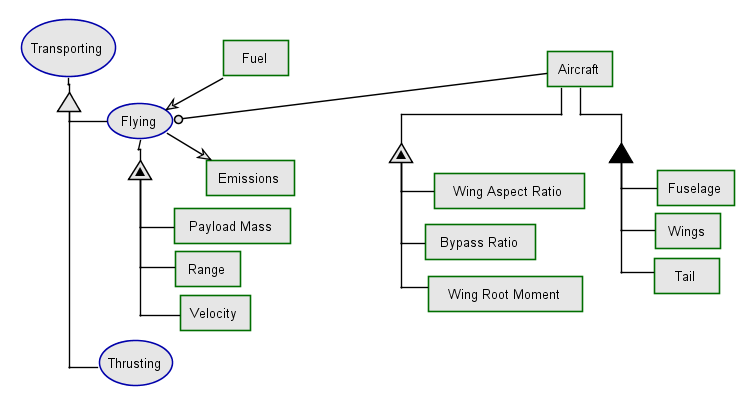 Transporting
Fuel
Aircraft
Flying
Emissions
Wing Aspect Ratio
Fuselage
Payload Mass
Bypass Ratio
Wings
Range
Tail
Wing Root Moment
Velocity
Thrusting